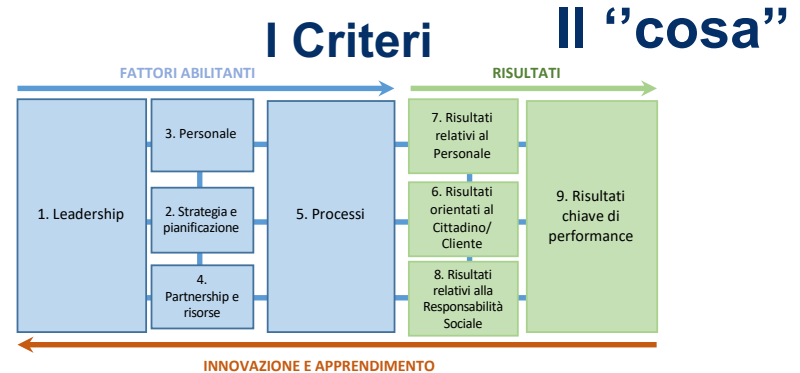 I Criteri
Il ‘’cosa’’
FATTORI ABILITANTI
RISULTATI
1. Leadership
3. Personale
2. Strategia e
pianificazione
4.
Partnership e
risorse
5. Processi
7. Risultati
relativi al
Personale
6. Risultati
orientati al
Cittadino/
Cliente
8. Risultati
relativi alla
Responsabilità
Sociale
9. Risultati
chiave di
performance
INNOVAZIONE E APPRENDIMENTO